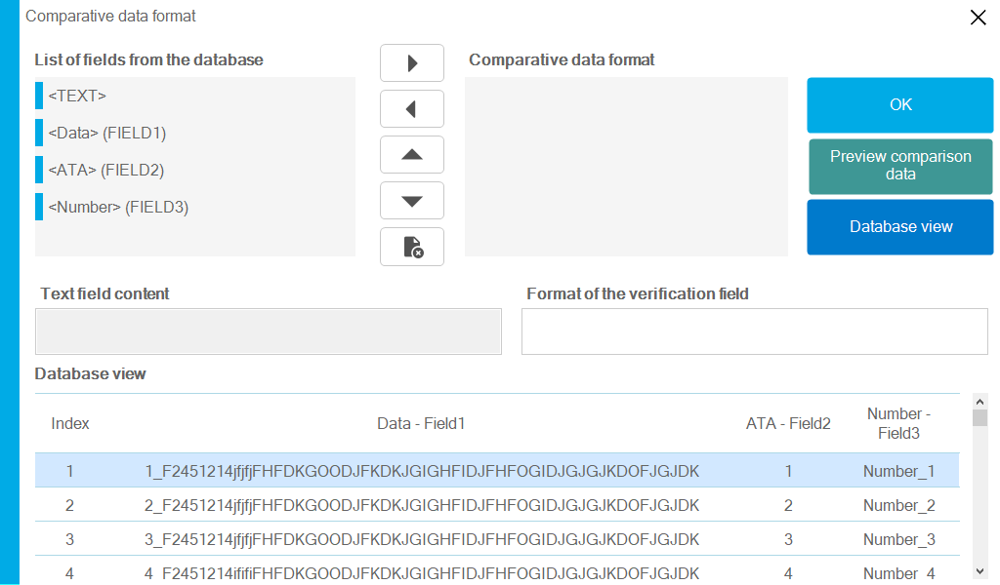 Comparative data format
List of fields from the database
Comparative data format
<TEXT>
<Data> (FIELD1)
<ATA> (FIELD2)
<Number> (FIELD3)
OK
Preview comparison
data
Database view
Text field content
Format of the verification field
Database view
Index Data - Field1 ATA - Field2 Number -
Field3
1 1_F2451214jfjfjFHFDKGOODJFKDKJGIGHFIDJFHFOGIDJGJGJKDOFJGJDK 1 Number_1
2 2_F2451214jfjfjFHFDKGOODJFKDKJGIGHFIDJFHFOGIDJGJGJKDOFJGJDK 2 Number_2
3 3_F2451214jfjfjFHFDKGOODJFKDKJGIGHFIDJFHFOGIDJGJGJKDOFJGJDK 3 Number_3
4 4_F2451214jfjfjFHFDKGOODJFKDKJGIGHFIDJFHFOGIDJGJGJKDOFJGJDK 4 Number_4